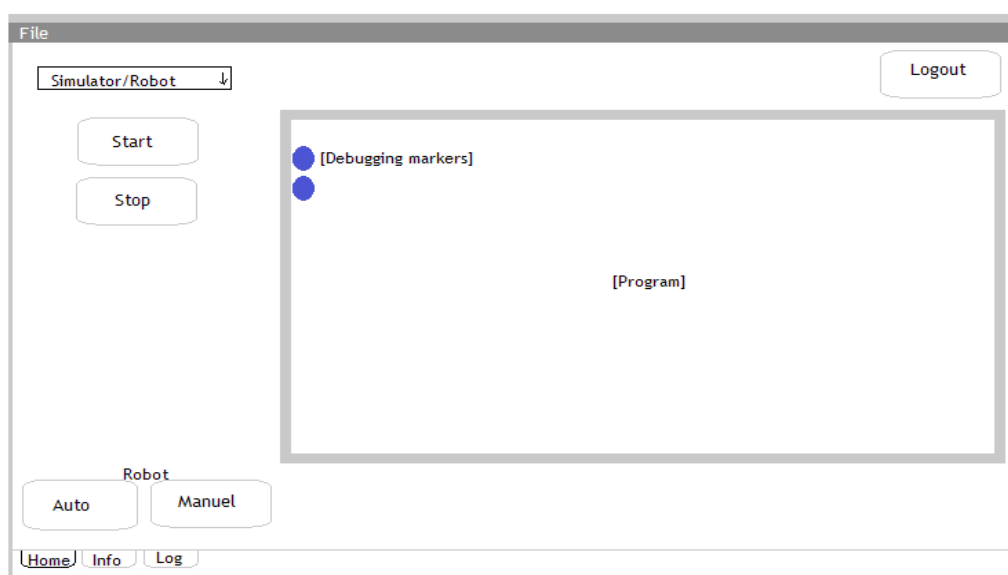 File
Simulator/Robot
Logout
Start
[Debugging markers]
Stop
[Program]
Robot
Auto
Manuel
Home
Info
Log